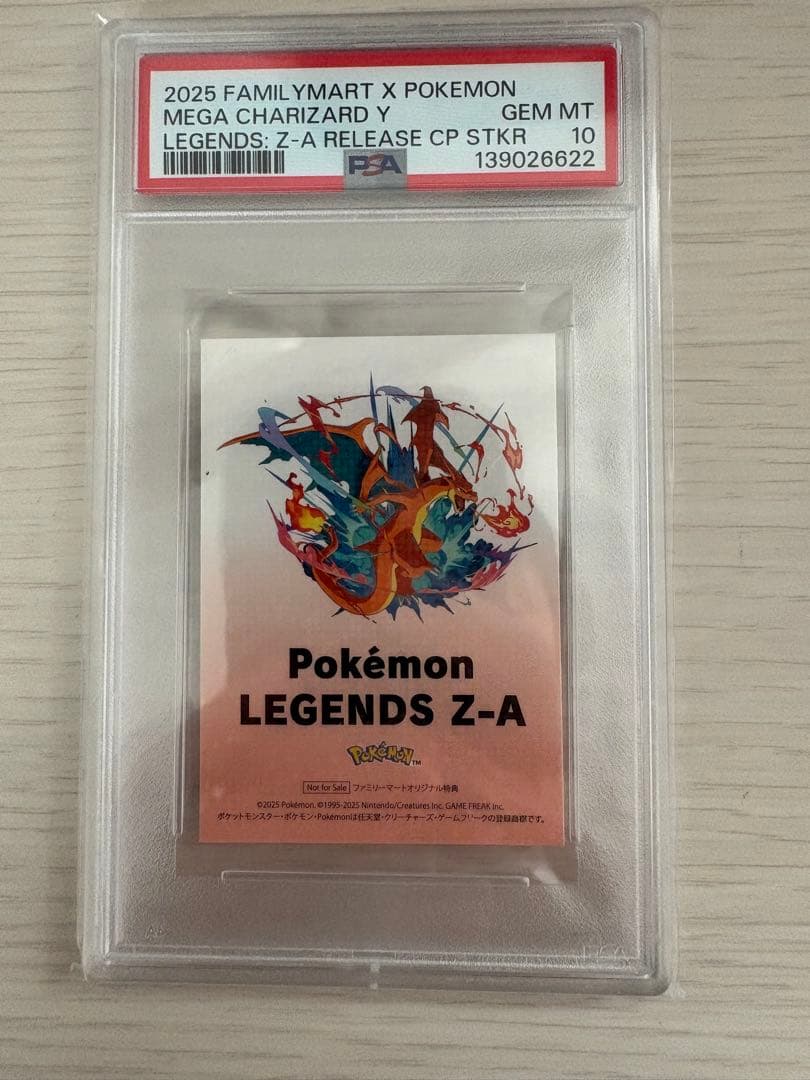 2025 FAMILYMART X POKEMON
MEGA CHARIZARD Y GEM MT
LEGENDS: Z-A RELEASE CP STKR 10
PSA 139026622
Pokémon
LEGENDS Z-A
POKéMON™
Not for Sale ファミリーマートオリジナル特典
©2025 Pokémon. ©1995-2025 Nintendo/Creatures Inc. GAME FREAK Inc.
ポケットモンスター・ポケモン・Pokémonは任天堂・クリーチャーズ・ゲームフリークの登録商標です。